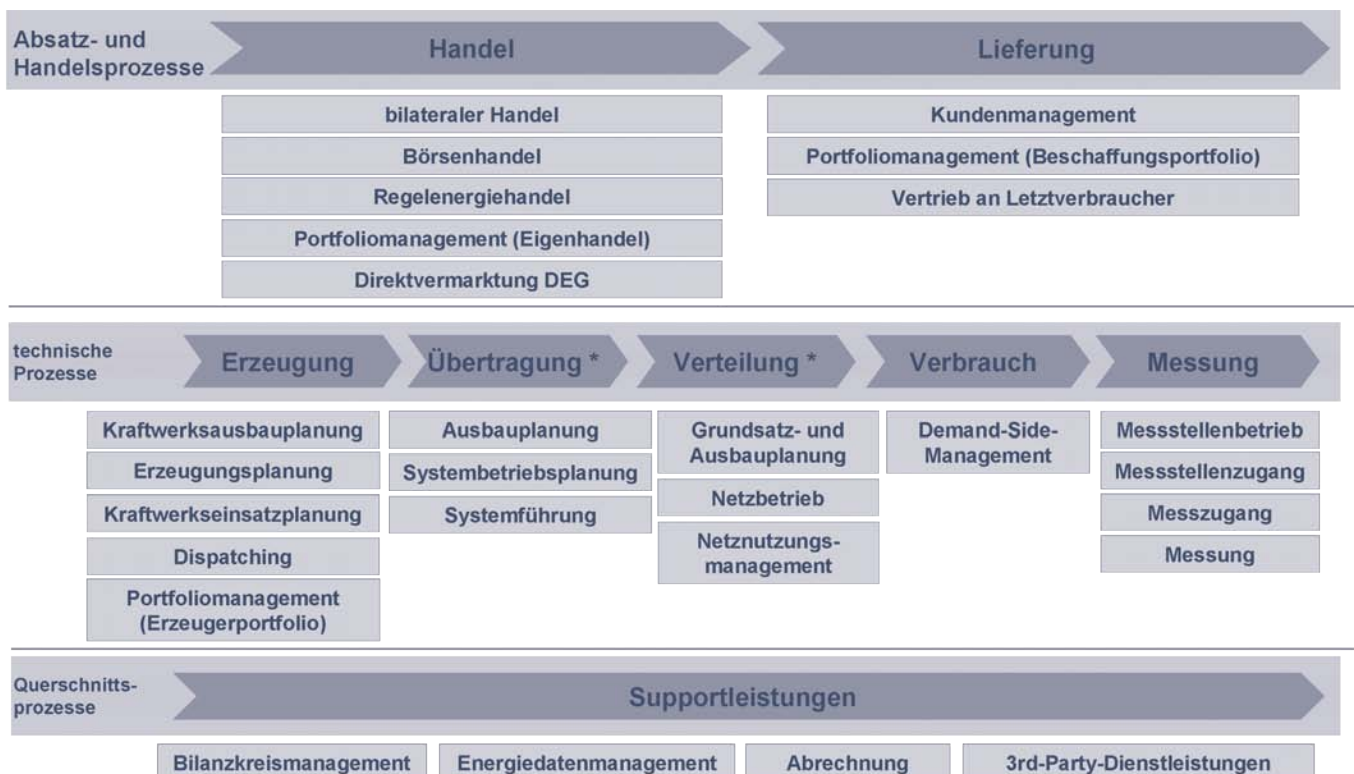 Absatz- und
Handelsprozesse
Handel
Lieferung
bilateraler Handel
Börsenhandel
Regelenergiehandel
Portfoliomanagement (Eigenhandel)
Direktvermarktung DEG
Kundenmanagement
Portfoliomanagement (Beschaffungsportfolio)
Vertrieb an Letztverbraucher
technische
Prozesse
Erzeugung
Übertragung *
Verteilung *
Verbrauch
Messung
Kraftwerksausbauplanung
Erzeugungsplanung
Kraftwerkseinsatzplanung
Dispatching
Portfoliomanagement
(Erzeugerportfolio)
Ausbauplanung
Systembetriebsplanung
Systemführung
Grundsatz- und
Ausbauplanung
Netzbetrieb
Netznutzungs-
management
Demand-Side-
Management
Messstellenbetrieb
Messstellenzugang
Messzugang
Messung
Querschnitts-
prozesse
Supportleistungen
Bilanzkreismanagement
Energiedatenmanagement
Abrechnung
3rd-Party-Dienstleistungen